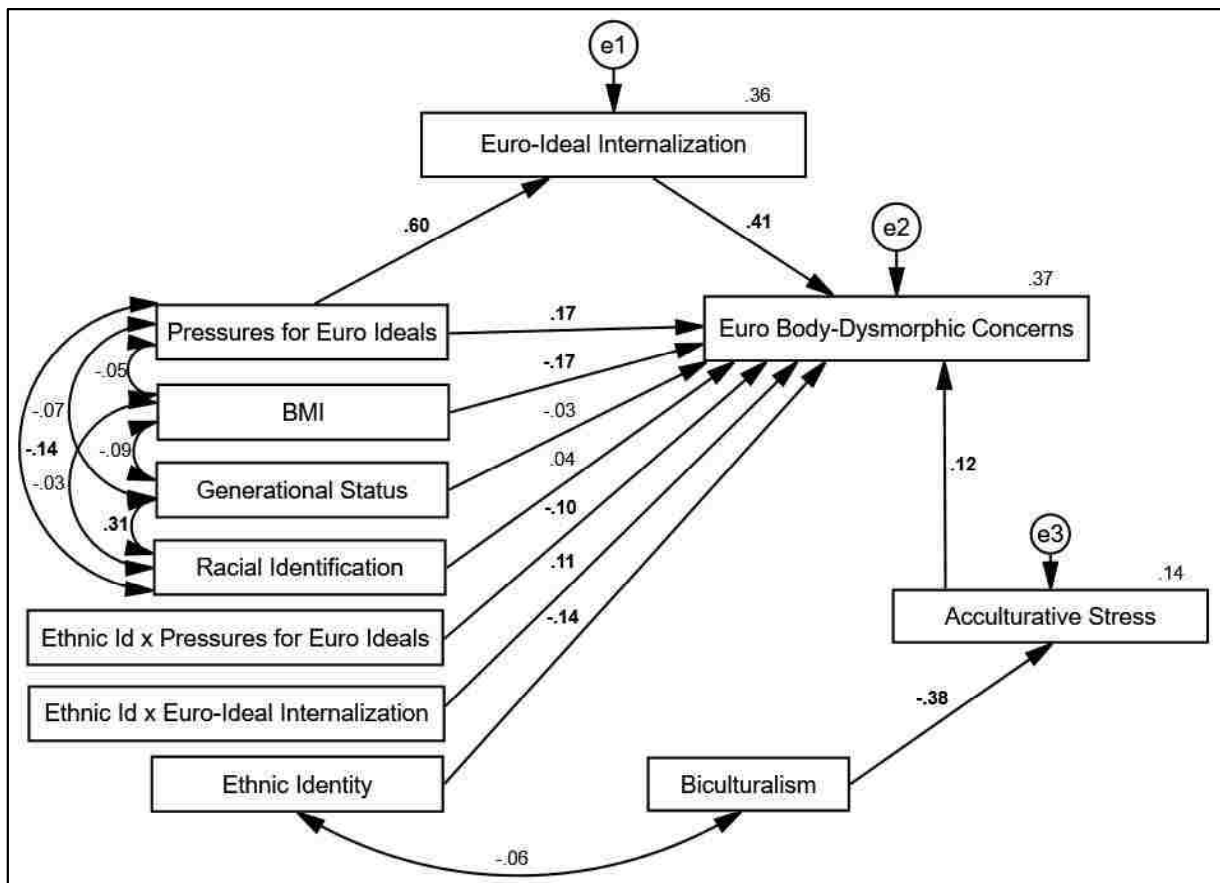 e1
.36
Euro-Ideal Internalization
.60
.41
e2
.37
Pressures for Euro Ideals
.17
Euro Body-Dysmorphic Concerns
-.05
-.17
-.07
BMI
-.03
-.14
-.09
.04
-.03
Generational Status
-.10
.12
.31
Racial Identification
.11
e3
.14
-.14
Acculturative Stress
Ethnic Id x Pressures for Euro Ideals
Ethnic Id x Euro-Ideal Internalization
-.38
Ethnic Identity
Biculturalism
-.06